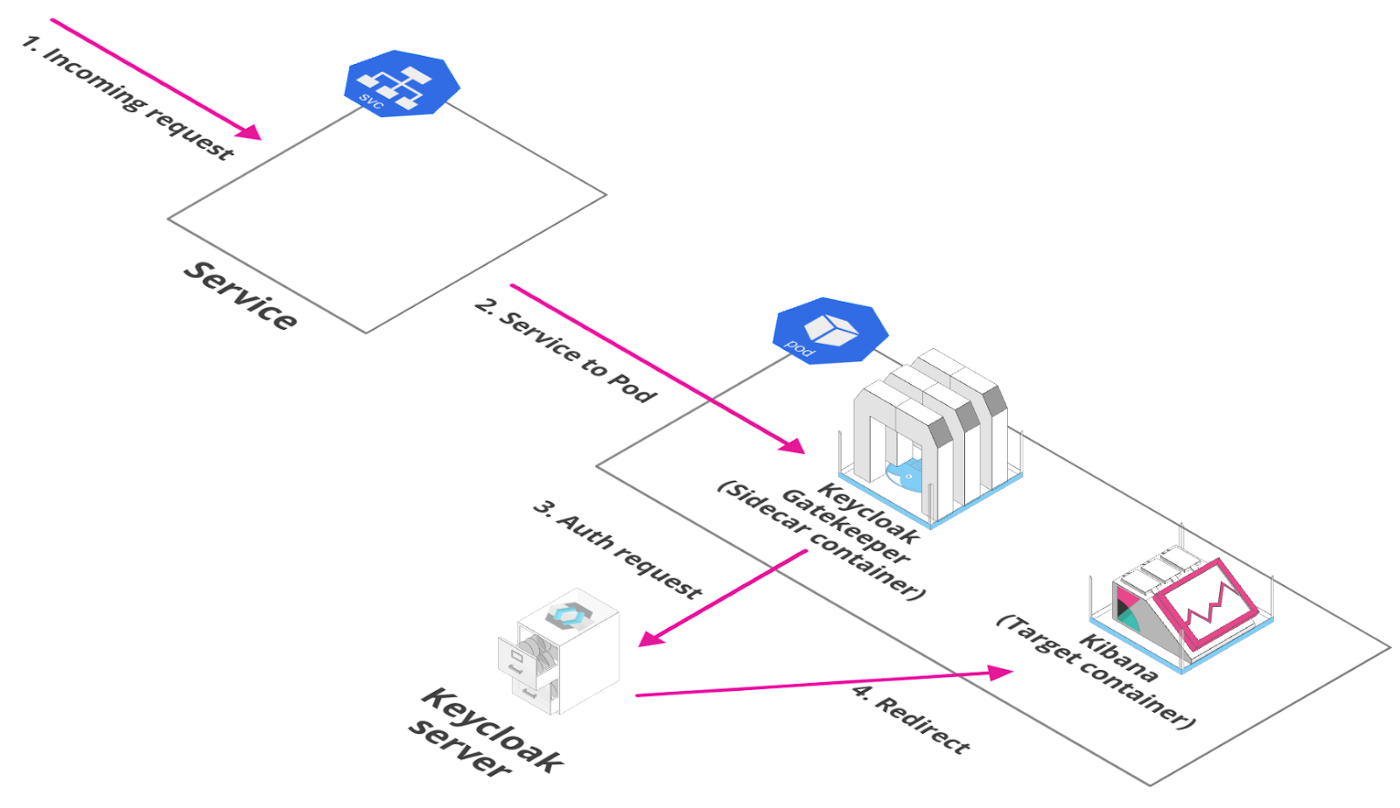 1. Incoming request
svc
Service
2. Service to Pod
pod
Keycloak
Gatekeeper
(Sidecar container)
3. Auth request
Kibana
(Target container)
4. Redirect
Keycloak
server